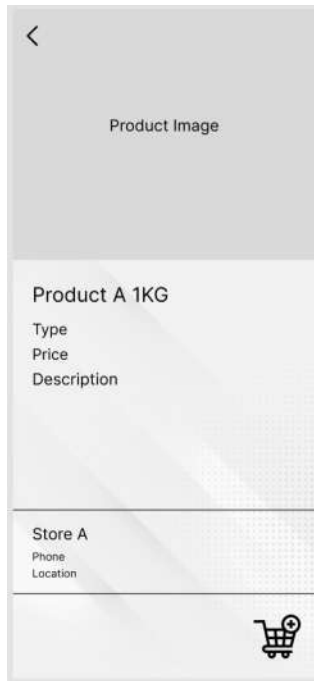 Product Image
Product A 1KG
Type
Price
Description
Store A
Phone
Location